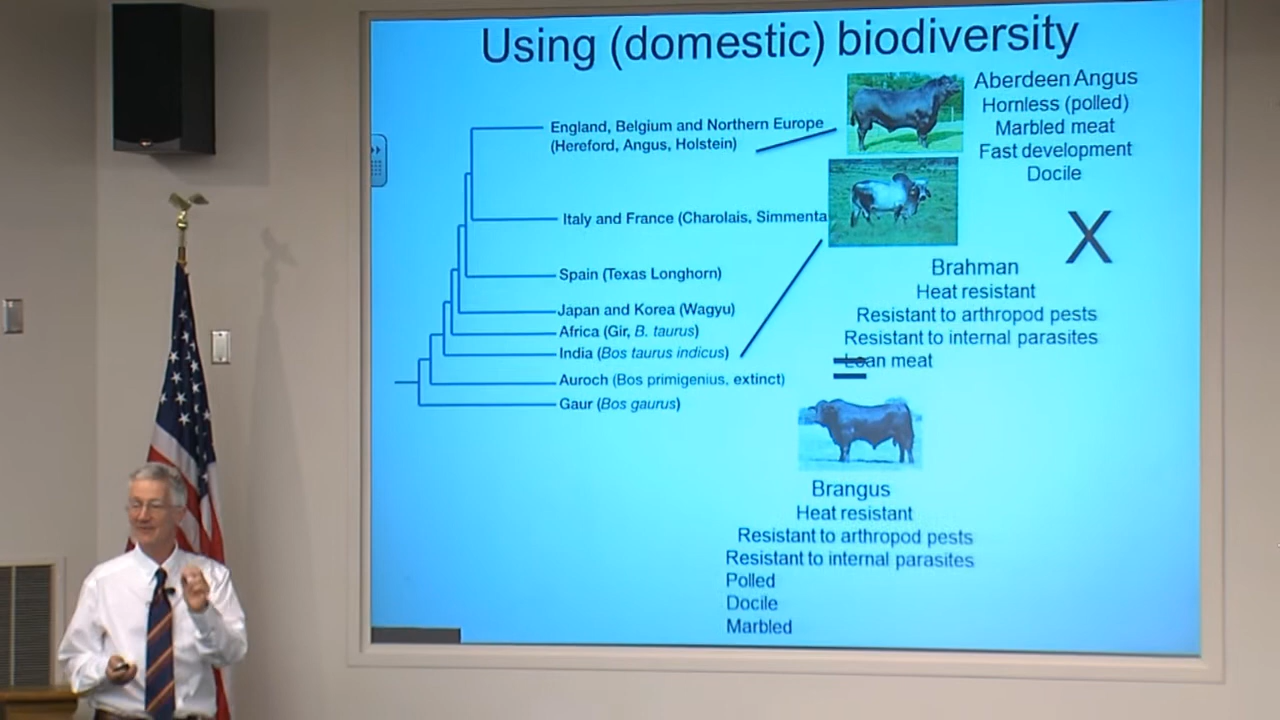 Using (domestic) biodiversity
England, Belgium and Northern Europe
(Hereford, Angus, Holstein)
Italy and France (Charolais, Simmenta
Spain (Texas Longhorn)
Japan and Korea (Wagyu)
Africa (Gir, B. taurus)
India (Bos taurus indicus)
Auroch (Bos primigenius, extinct)
Gaur (Bos gaurus)
Aberdeen Angus
Hornless (polled)
Marbled meat
Fast development
Docile
X
Brahman
Heat resistant
Resistant to arthropod pests
Resistant to internal parasites
Lean meat
Brangus
Heat resistant
Resistant to arthropod pests
Resistant to internal parasites
Polled
Docile
Marbled